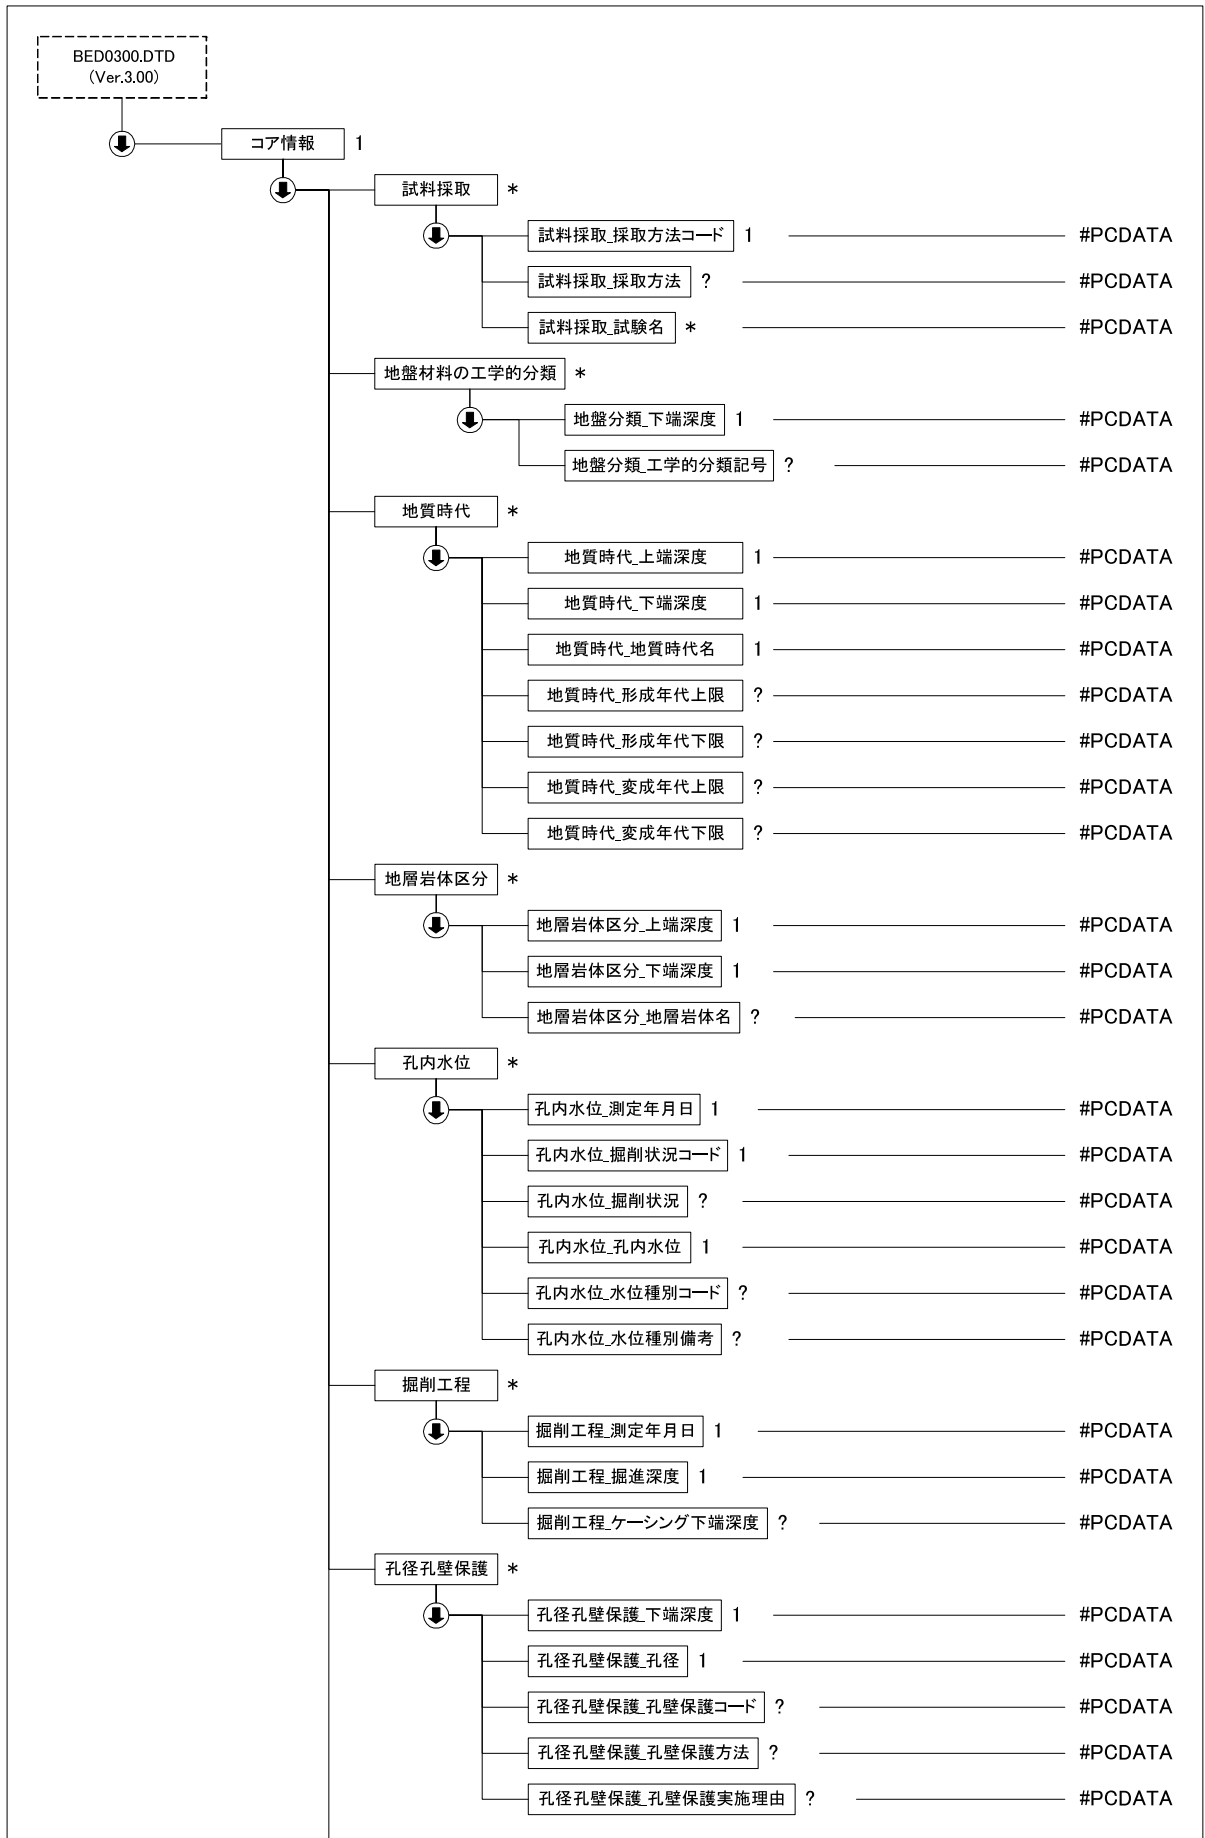 BED0300.DTD
(Ver.3.00)
コア情報 1
試料採取 *
試料採取_採取方法コード 1 #PCDATA
試料採取_採取方法 ? #PCDATA
試料採取_試験名 * #PCDATA
地盤材料の工学的分類 *
地盤分類_下端深度 1 #PCDATA
地盤分類_工学的分類記号 ? #PCDATA
地質時代 *
地質時代_上端深度 1 #PCDATA
地質時代_下端深度 1 #PCDATA
地質時代_地質時代名 1 #PCDATA
地質時代_形成年代上限 ? #PCDATA
地質時代_形成年代下限 ? #PCDATA
地質時代_変成年代上限 ? #PCDATA
地質時代_変成年代下限 ? #PCDATA
地層岩体区分 *
地層岩体区分_上端深度 1 #PCDATA
地層岩体区分_下端深度 1 #PCDATA
地層岩体区分_地層岩体名 ? #PCDATA
孔内水位 *
孔内水位_測定年月日 1 #PCDATA
孔内水位_掘削状況コード 1 #PCDATA
孔内水位_掘削状況 ? #PCDATA
孔内水位_孔内水位 1 #PCDATA
孔内水位_水位種別コード ? #PCDATA
孔内水位_水位種別備考 ? #PCDATA
掘削工程 *
掘削工程_測定年月日 1 #PCDATA
掘削工程_掘進深度 1 #PCDATA
掘削工程_ケーシング下端深度 ? #PCDATA
孔径孔壁保護 *
孔径孔壁保護_下端深度 1 #PCDATA
孔径孔壁保護_孔径 1 #PCDATA
孔径孔壁保護_孔壁保護コード ? #PCDATA
孔径孔壁保護_孔壁保護方法 ? #PCDATA
孔径孔壁保護_孔壁保護実施理由 ? #PCDATA